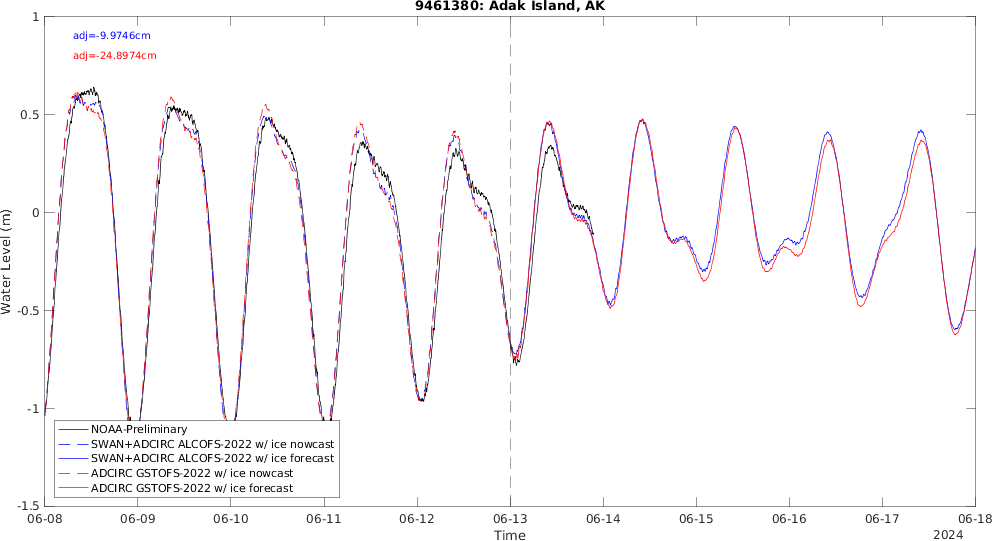 9461380: Adak Island, AK
adj=-9.9746cm
adj=-24.8974cm
1
0.5
0
-0.5
-1
-1.5
Water Level (m)
NOAA-Preliminary
SWAN+ADCIRC ALCOFS-2022 w/ ice nowcast
SWAN+ADCIRC ALCOFS-2022 w/ ice forecast
ADCIRC GSTOFS-2022 w/ ice nowcast
ADCIRC GSTOFS-2022 w/ ice forecast
06-08 06-09 06-10 06-11 06-12 06-13 06-14 06-15 06-16 06-17 06-18
Time
2024